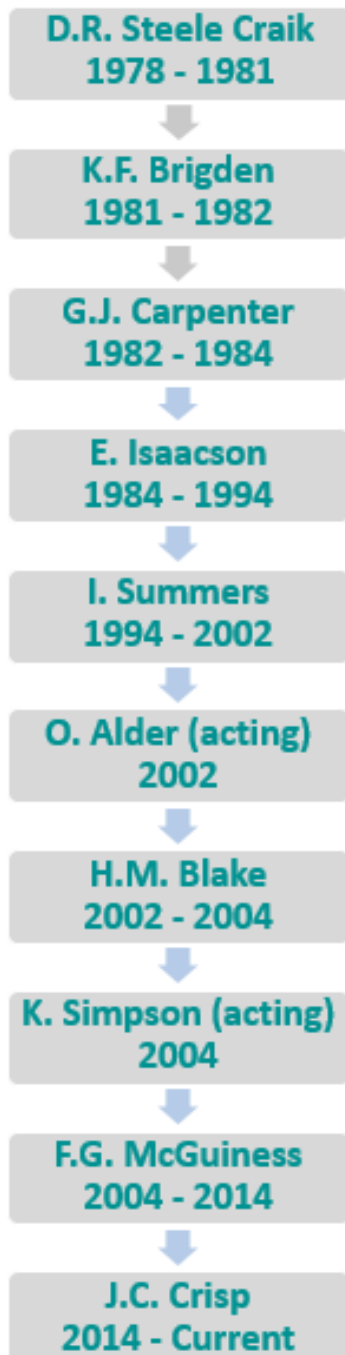 D.R. Steele Craik
1978 - 1981
K.F. Brigden
1981 - 1982
G.J. Carpenter
1982 - 1984
E. Isaacson
1984 - 1994
I. Summers
1994 - 2002
O. Alder (acting)
2002
H.M. Blake
2002 - 2004
K. Simpson (acting)
2004
F.G. McGuiness
2004 - 2014
J.C. Crisp
2014 - Current